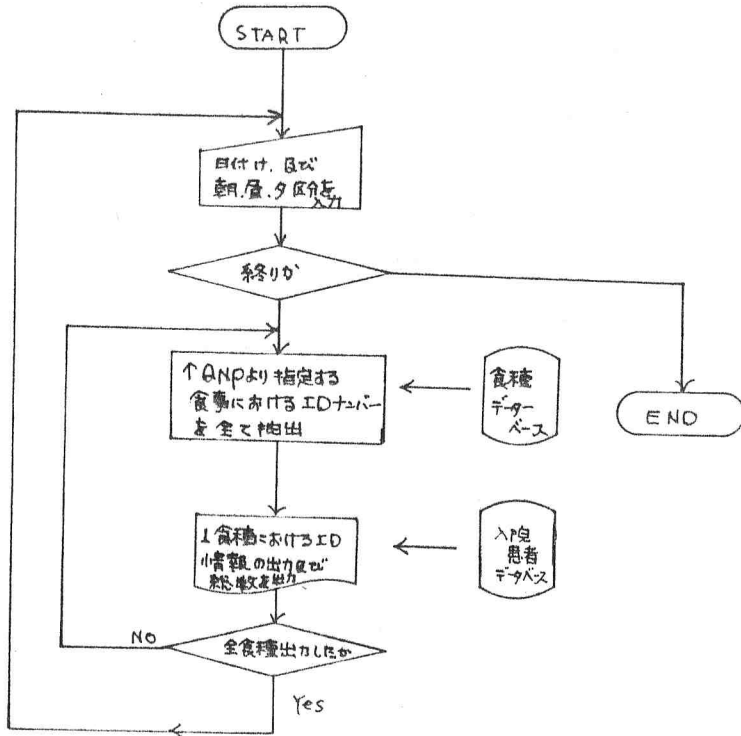 START
日付け、及び
朝.昼.夕区分を
入力
終りか
↑QNPより指定する
食事におけるIDナンバー
を全て抽出
食種
データー
ベース
END
1食種におけるID
情報の出力及び
総数を出力
入院
患者
データベース
NO
全食種出力したか
Yes